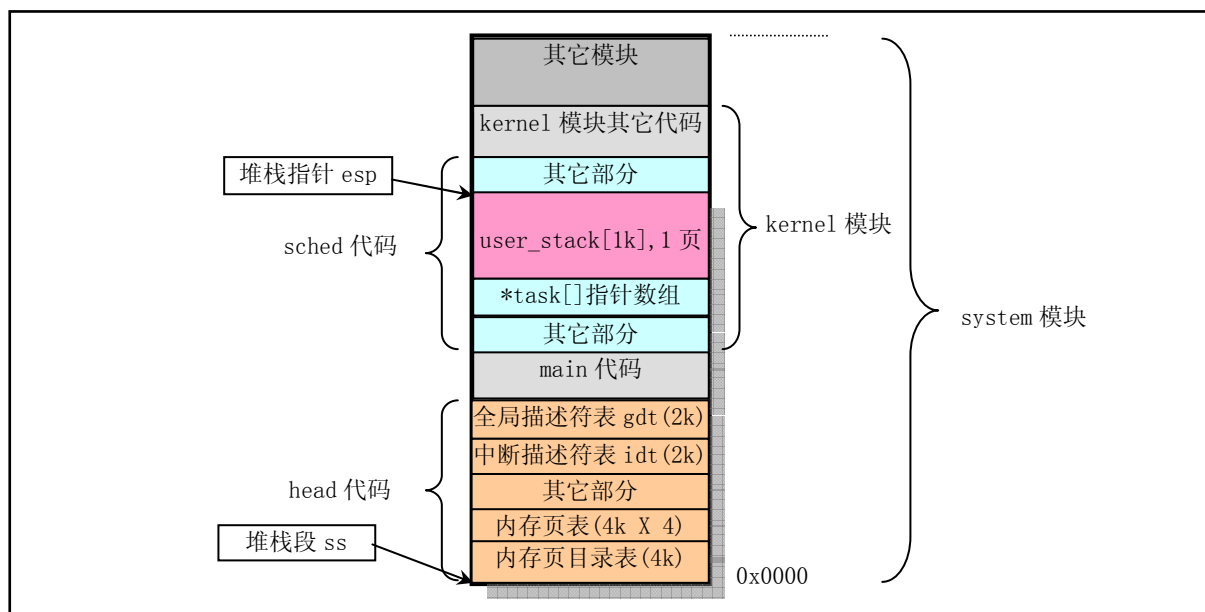 其它模块
kernel 模块其它代码
堆栈指针 esp
其它部分
sched 代码
user_stack[1k],1 页
kernel 模块
*task[]指针数组
system 模块
其它部分
main 代码
全局描述符表 gdt(2k)
中断描述符表 idt(2k)
head 代码
其它部分
内存页表(4k X 4)
堆栈段 ss
内存页目录表(4k)
0x0000